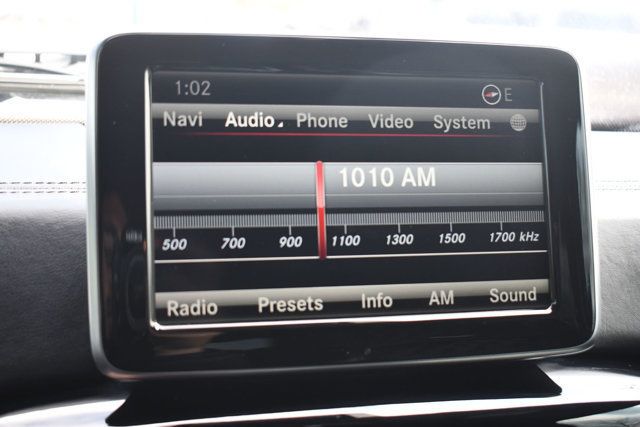 1:02 E
Navi Audio Phone Video System
1010 AM
500 700 900 1100 1300 1500 1700 kHz
Radio Presets Info AM Sound